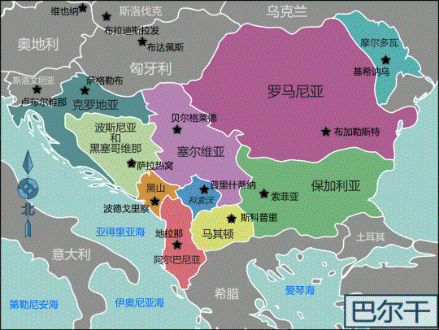 维也纳
斯洛伐克
乌克兰
布拉迪斯拉发
奥地利
布达佩斯
摩尔多瓦
匈牙利
基希讷乌
斯洛文尼亚
萨格勒布
卢布尔雅那
克罗地亚
罗马尼亚
贝尔格莱德
波斯尼亚
和
黑塞哥维那
塞尔维亚
布加勒斯特
萨拉热窝
普里什蒂纳
保加利亚
黑山
科索沃
索菲亚
北
波德戈里察
斯科普里
亚得里亚海
地拉那
马其顿
土耳其
意大利
阿尔巴尼亚
希腊
爱琴海
第勒尼安海
伊奥尼亚海
巴尔干